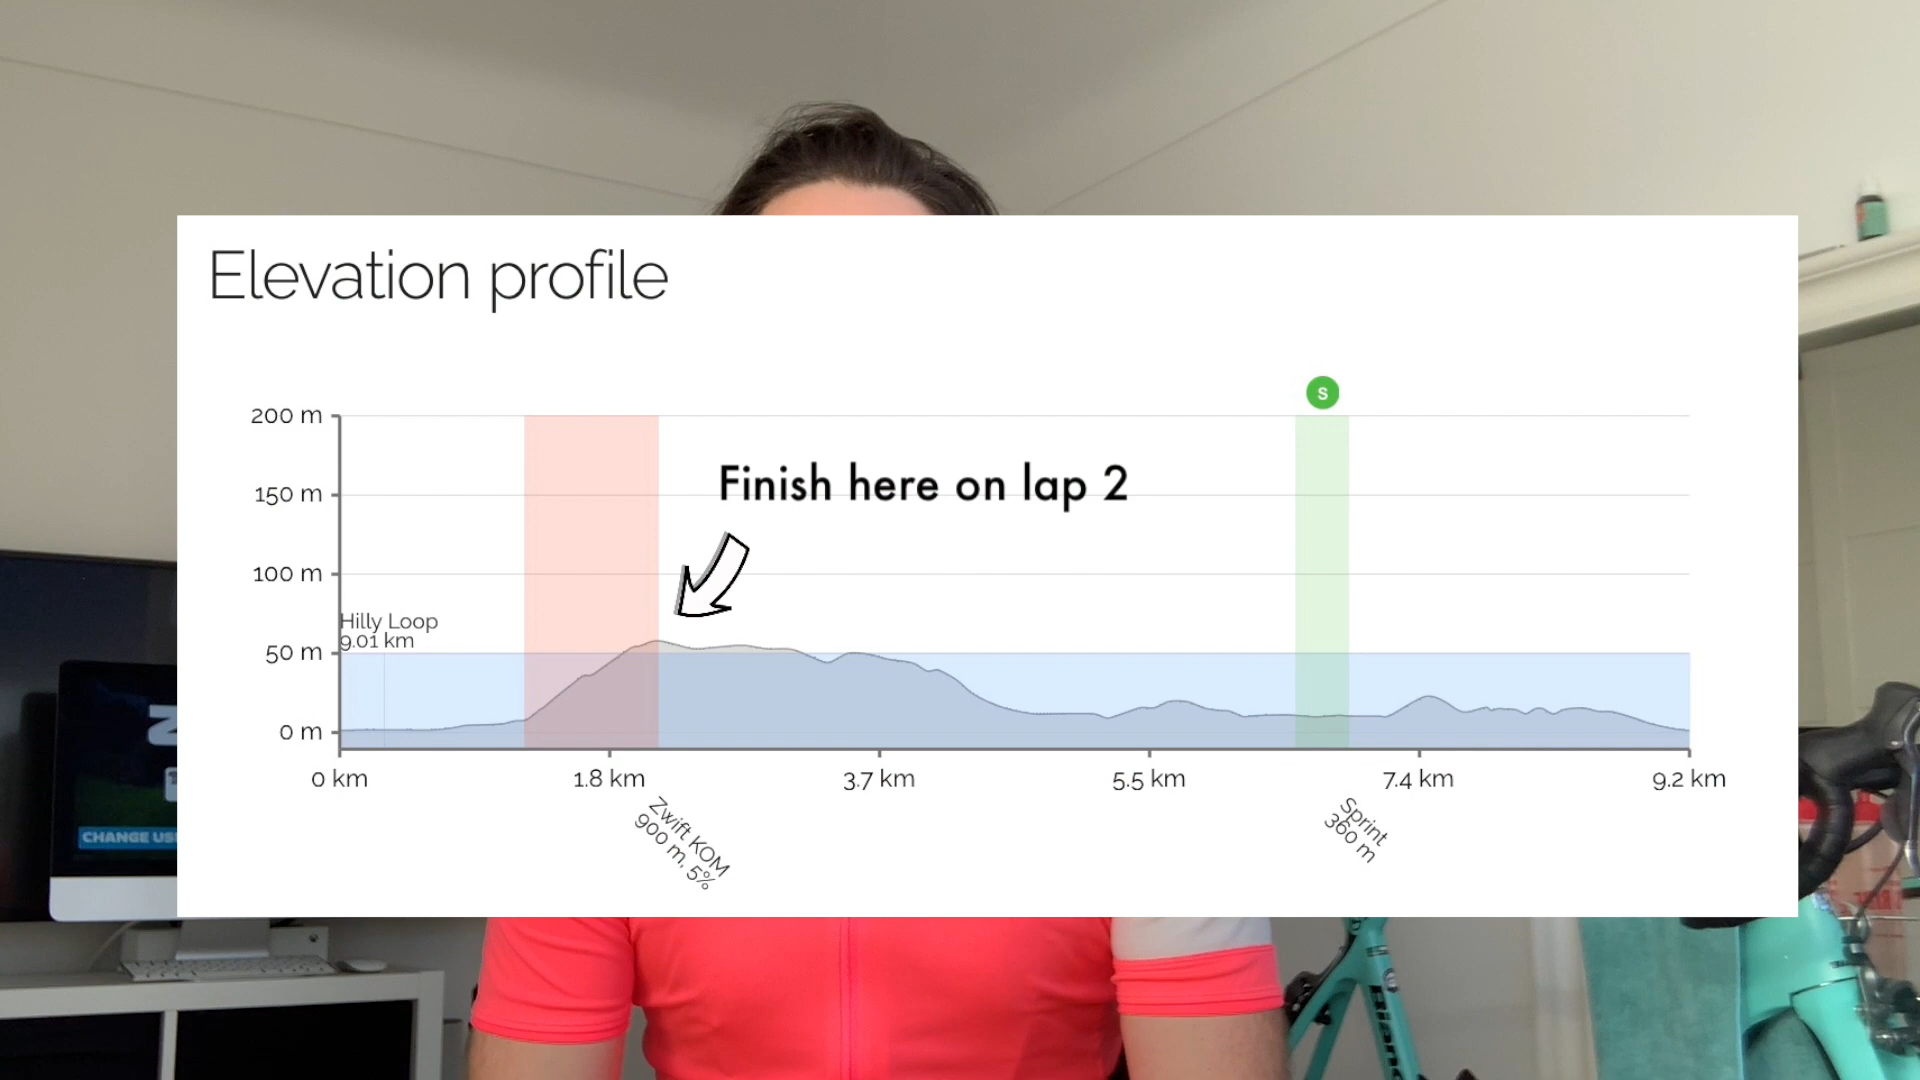 Elevation profile
S
200 m
150 m
100 m
50 m
0 m
Finish here on lap 2
Hilly Loop
9.01 km
0 km
1.8 km
3.7 km
5.5 km
7.4 km
9.2 km
Zwift KOM
900 m, 5%
Sprint
360 m
CHANGE US